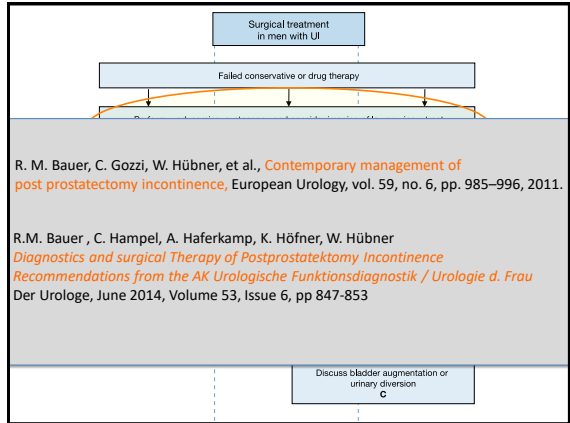 Surgical treatment
in men with UI
Failed conservative or drug therapy
R. M. Bauer, C. Gozzi, W. Hübner, et al., Contemporary management of
post prostatectomy incontinence, European Urology, vol. 59, no. 6, pp. 985–996, 2011.
R.M. Bauer , C. Hampel, A. Haferkamp, K. Höfner, W. Hübner
Diagnostics and surgical Therapy of Postprostatektomy Incontinence
Recommendations from the AK Urologische Funktionsdiagnostik / Urologie d. Frau
Der Urologe, June 2014, Volume 53, Issue 6, pp 847-853
Discuss bladder augmentation or
urinary diversion
C